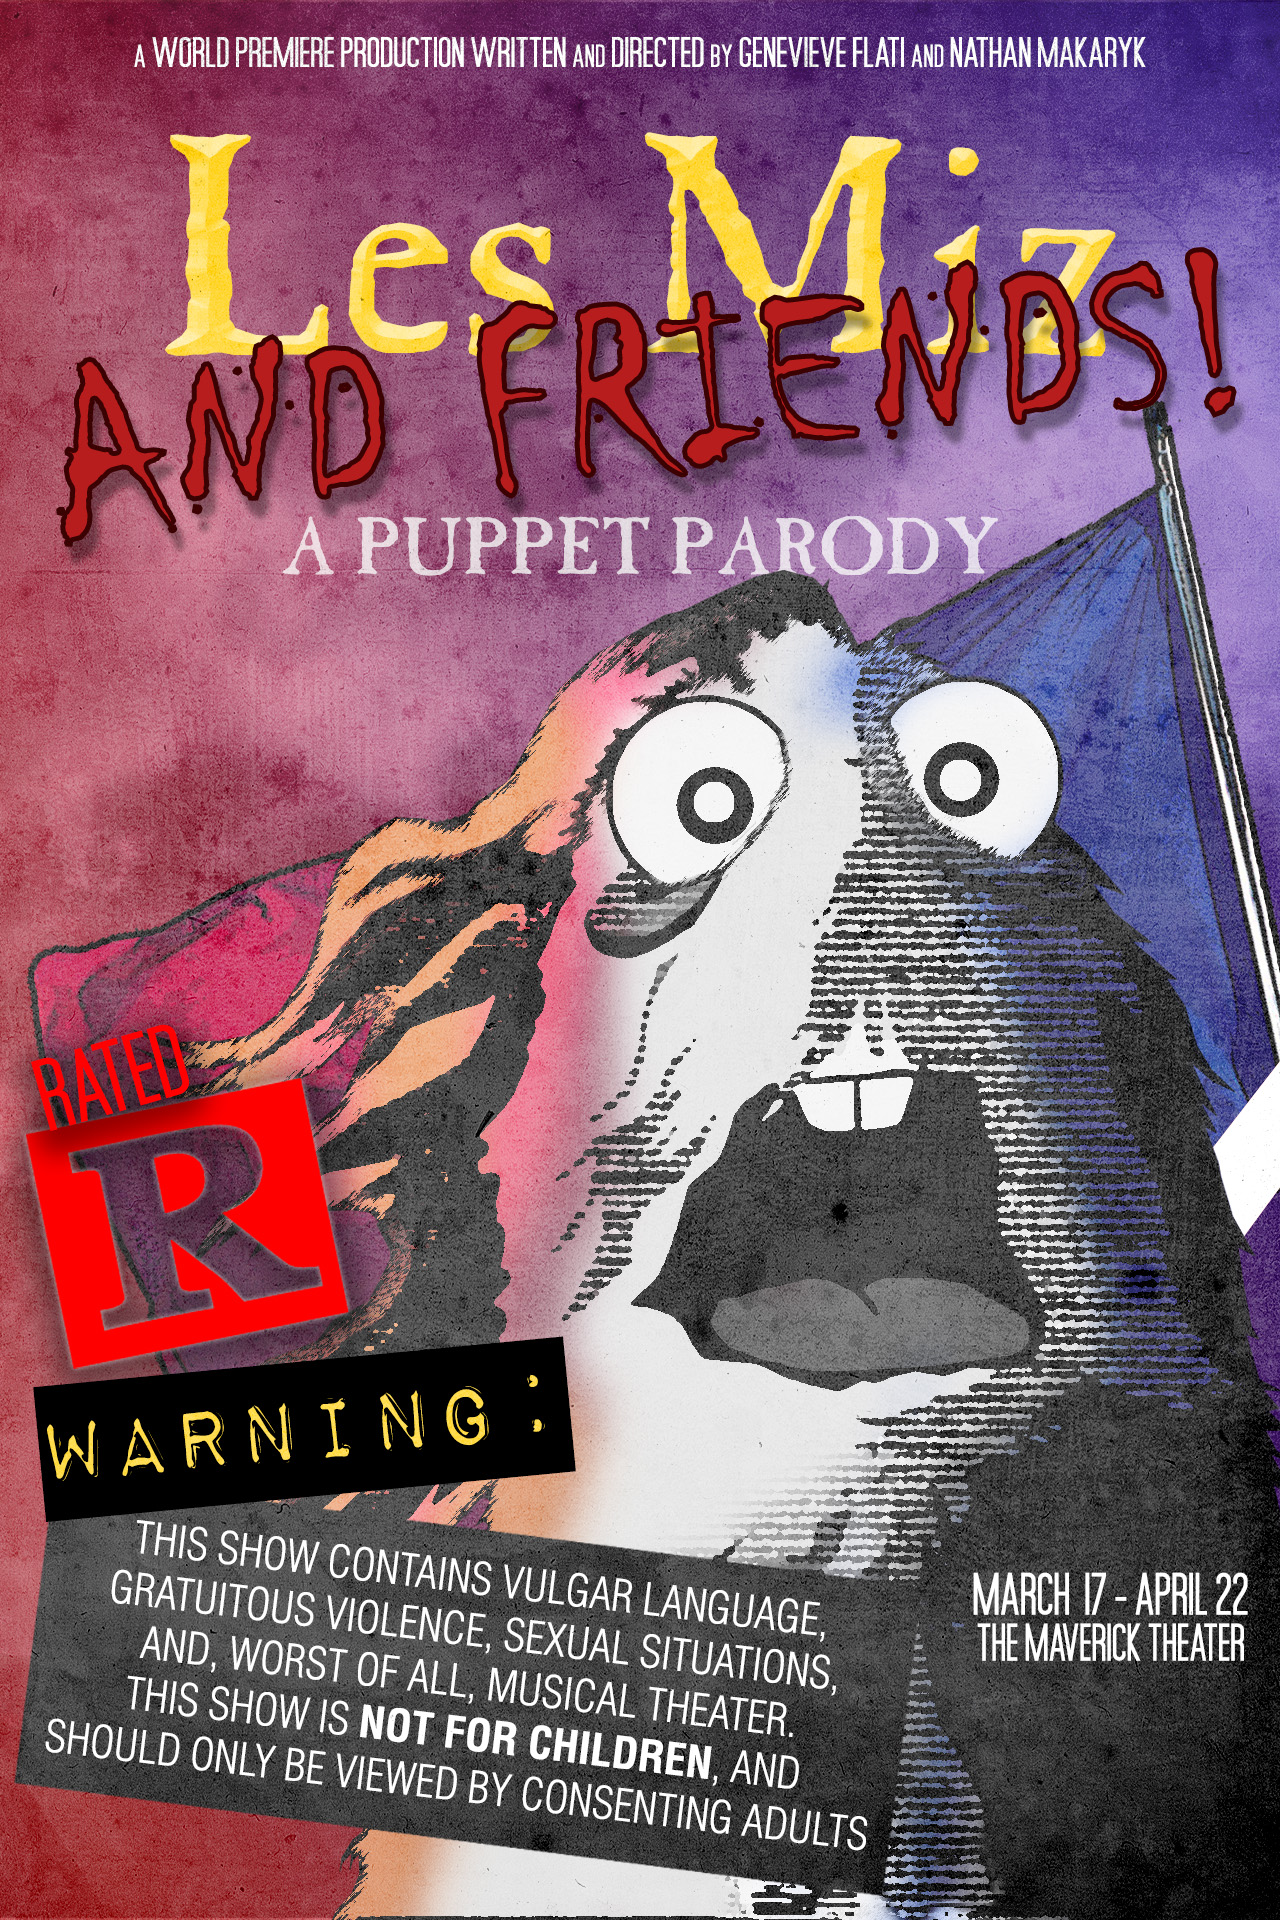 A WORLD PREMIERE PRODUCTION WRITTEN AND DIRECTED BY GENEVIEVE FLATI AND NATHAN MAKARYK
Les Miz
AND FRIENDS!
A PUPPET PARODY
RATED
R
WARNING:
THIS SHOW CONTAINS VULGAR LANGUAGE,
GRATUITOUS VIOLENCE, SEXUAL SITUATIONS,
AND, WORST OF ALL, MUSICAL THEATER.
THIS SHOW IS NOT FOR CHILDREN, AND
SHOULD ONLY BE VIEWED BY CONSENTING ADULTS
MARCH 17 - APRIL 22
THE MAVERICK THEATER